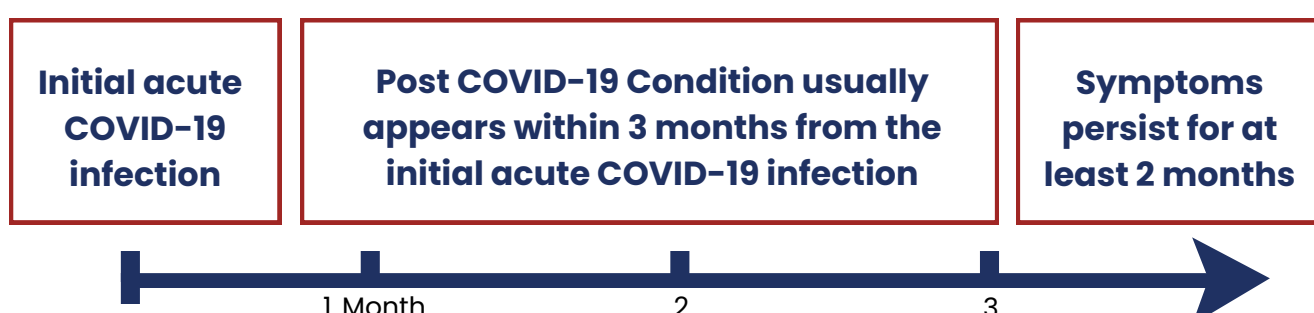 Initial acute
COVID-19
infection
Post COVID-19 Condition usually
appears within 3 months from the
initial acute COVID-19 infection
Symptoms
persist for at
least 2 months
1 Month
2
3